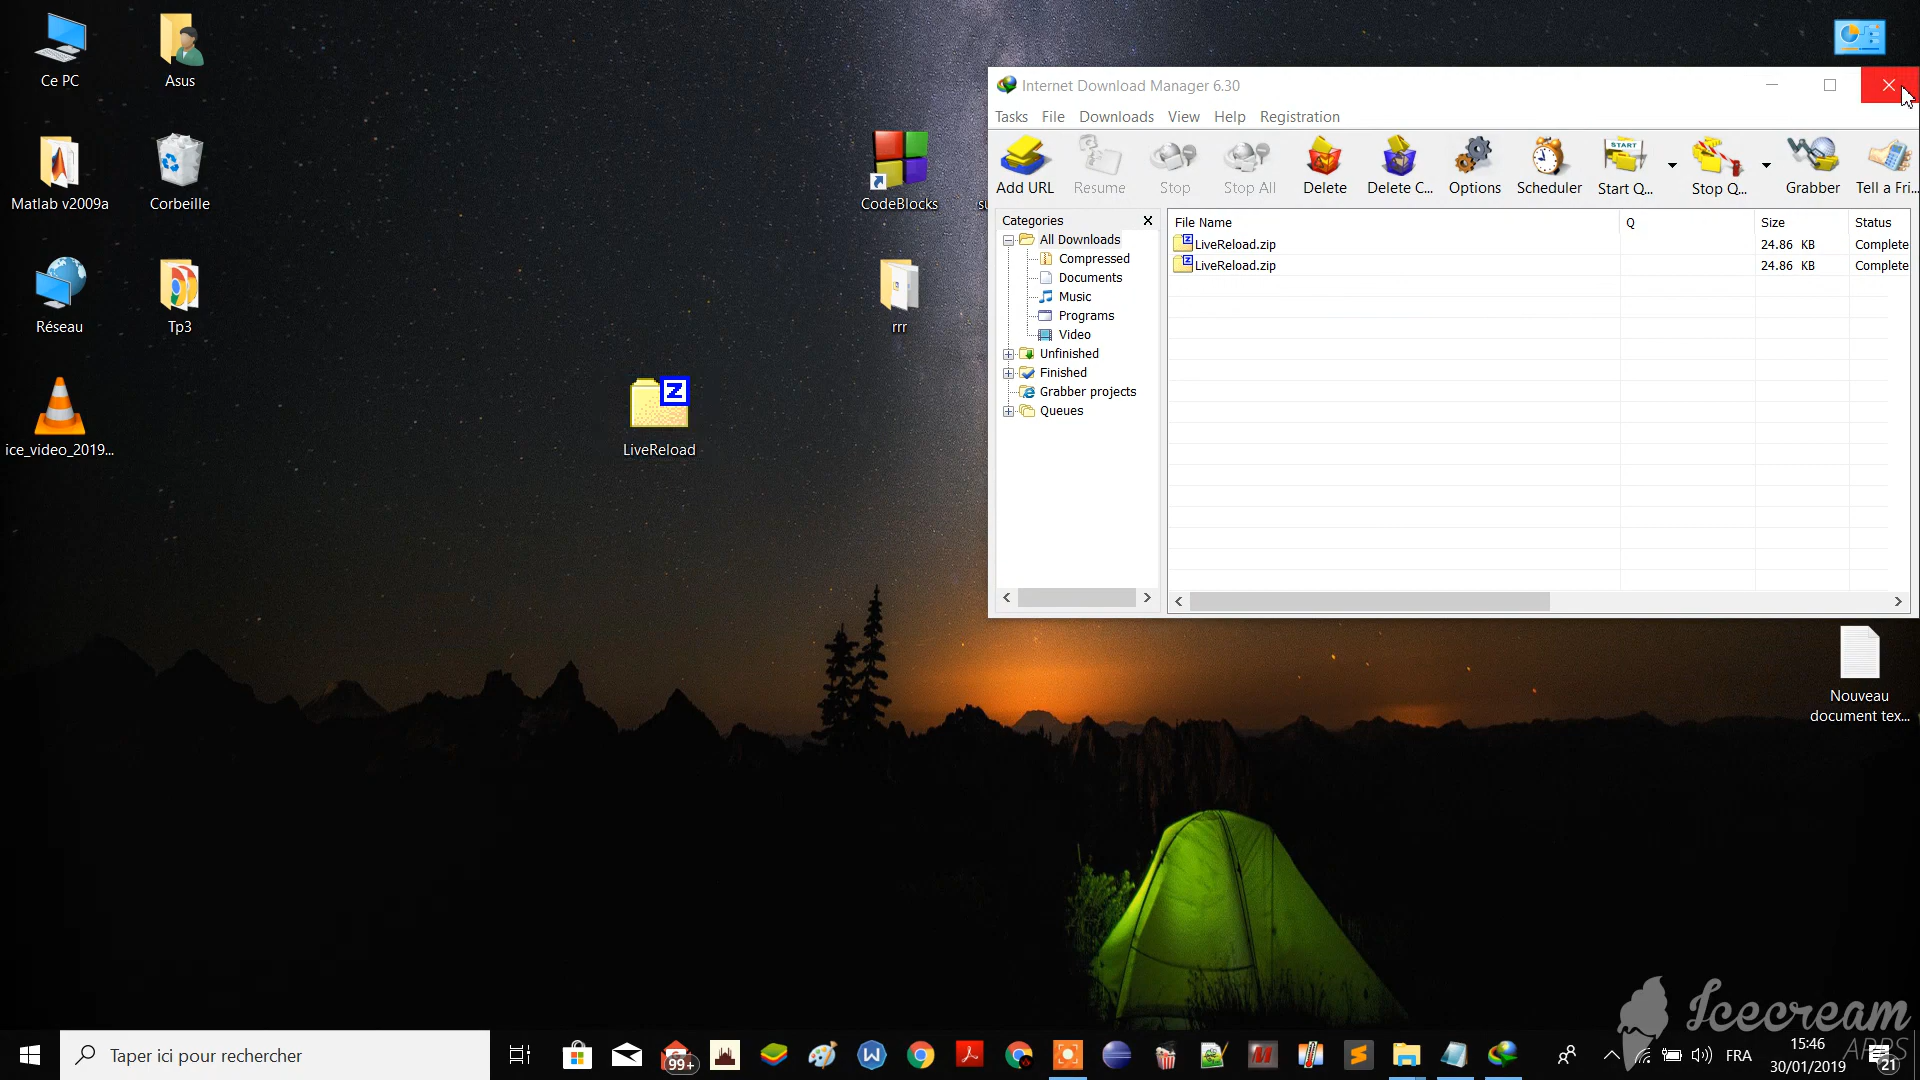 Ce PC
Asus
Matlab v2009a
Corbeille
Réseau
Tp3
ice_video_2019...
LiveReload
CodeBlocks
rrr
Internet Download Manager 6.30
Tasks File Downloads View Help Registration
Add URL Resume Stop Stop All Delete Delete C... Options Scheduler Start Q... Stop Q... Grabber Tell a Fri...
START
Categories
All Downloads
Compressed
Documents
Music
Programs
Video
Unfinished
Finished
Grabber projects
Queues
File Name Q Size Status
LiveReload.zip 24.86 KB Complete
LiveReload.zip 24.86 KB Complete
Nouveau
document tex...
Icecream
APPS
Taper ici pour rechercher
99+
FRA
15:46
30/01/2019
21